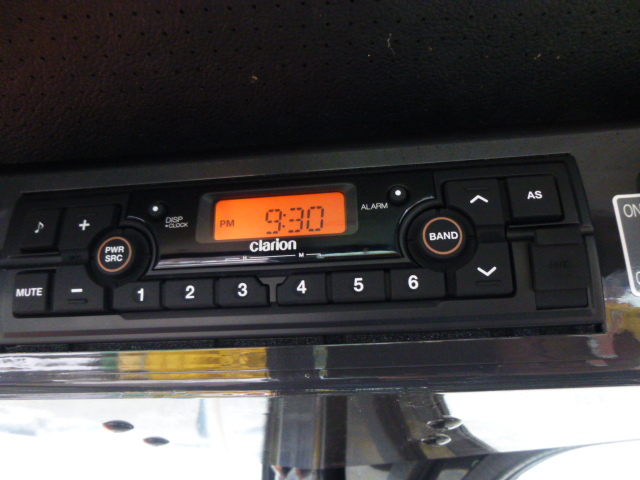 ♪ +
DISP
•CLOCK
PM 9:30
ALARM
AS
clarion
PWR
SRC
BAND
M
MUTE − 1 2 3 4 5 6
ON